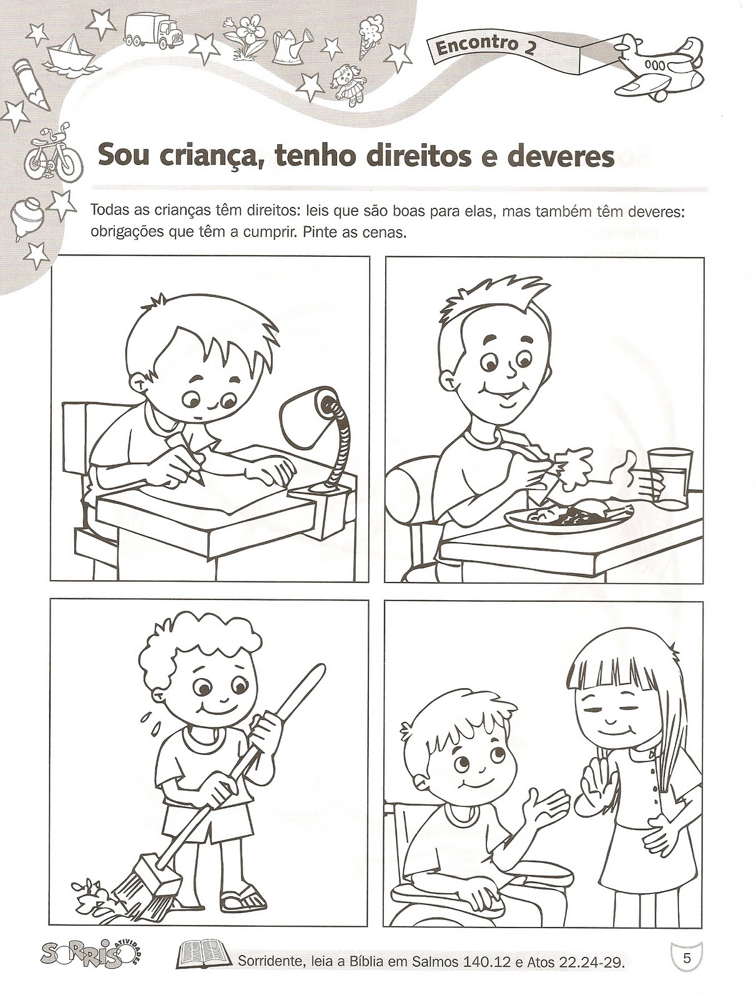 Encontro 2
Sou criança, tenho direitos e deveres
Todas as crianças têm direitos: leis que são boas para elas, mas também têm deveres:
obrigações que têm a cumprir. Pinte as cenas.
SORRISO
ATIVIDADES
Sorridente, leia a Bíblia em Salmos 140.12 e Atos 22.24-29.
5